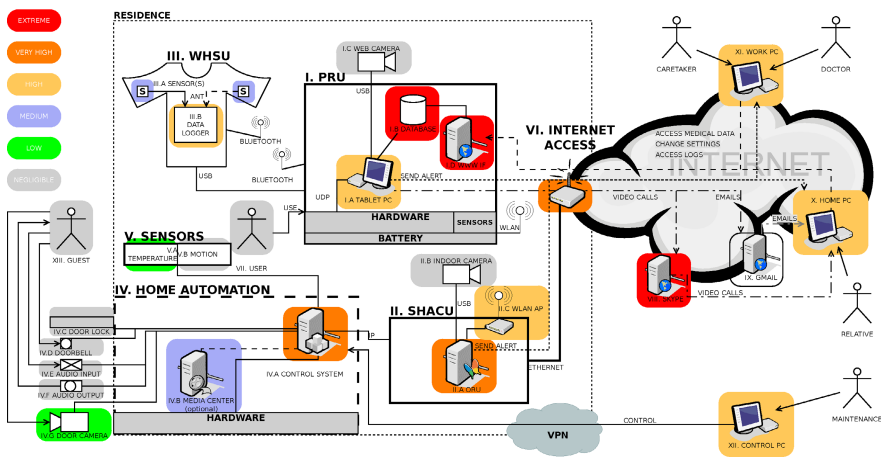 RESIDENCE
EXTREME
VERY HIGH
HIGH
MEDIUM
LOW
NEGLIGIBLE
III. WHSU
III.A SENSOR(S)
S
S
ANT
III.B
DATA
LOGGER
BLUETOOTH
BLUETOOTH
USB
I.C WEB CAMERA
I. PRU
USB
I.B DATABASE
I.A TABLET PC
SEND ALERT
UDP
HARDWARE
SENSORS
BATTERY
WLAN
VI. INTERNET
ACCESS
CARETAKER
XI. WORK PC
DOCTOR
ACCESS MEDICAL DATA
CHANGE SETTINGS
ACCESS LOGS
INTERNET
VIDEO CALLS
EMAILS
X. HOME PC
EMAILS
IX. GMAIL
VIII. SKYPE
VIDEO CALLS
RELATIVE
XIII. GUEST
USE
V. SENSORS
V.A
TEMPERATURE
V.B MOTION
VII. USER
IV. HOME AUTOMATION
IV.C DOOR LOCK
IV.D DOORBELL
IV.E AUDIO INPUT
IV.F AUDIO OUTPUT
IV.G DOOR CAMERA
IV.A CONTROL SYSTEM
IV.B MEDIA CENTER
(optional)
HARDWARE
IP
II.B INDOOR CAMERA
USB
II. SHACU
II.C WLAN AP
SEND ALERT
II.A ORU
ETHERNET
VPN
CONTROL
XII. CONTROL PC
MAINTENANCE